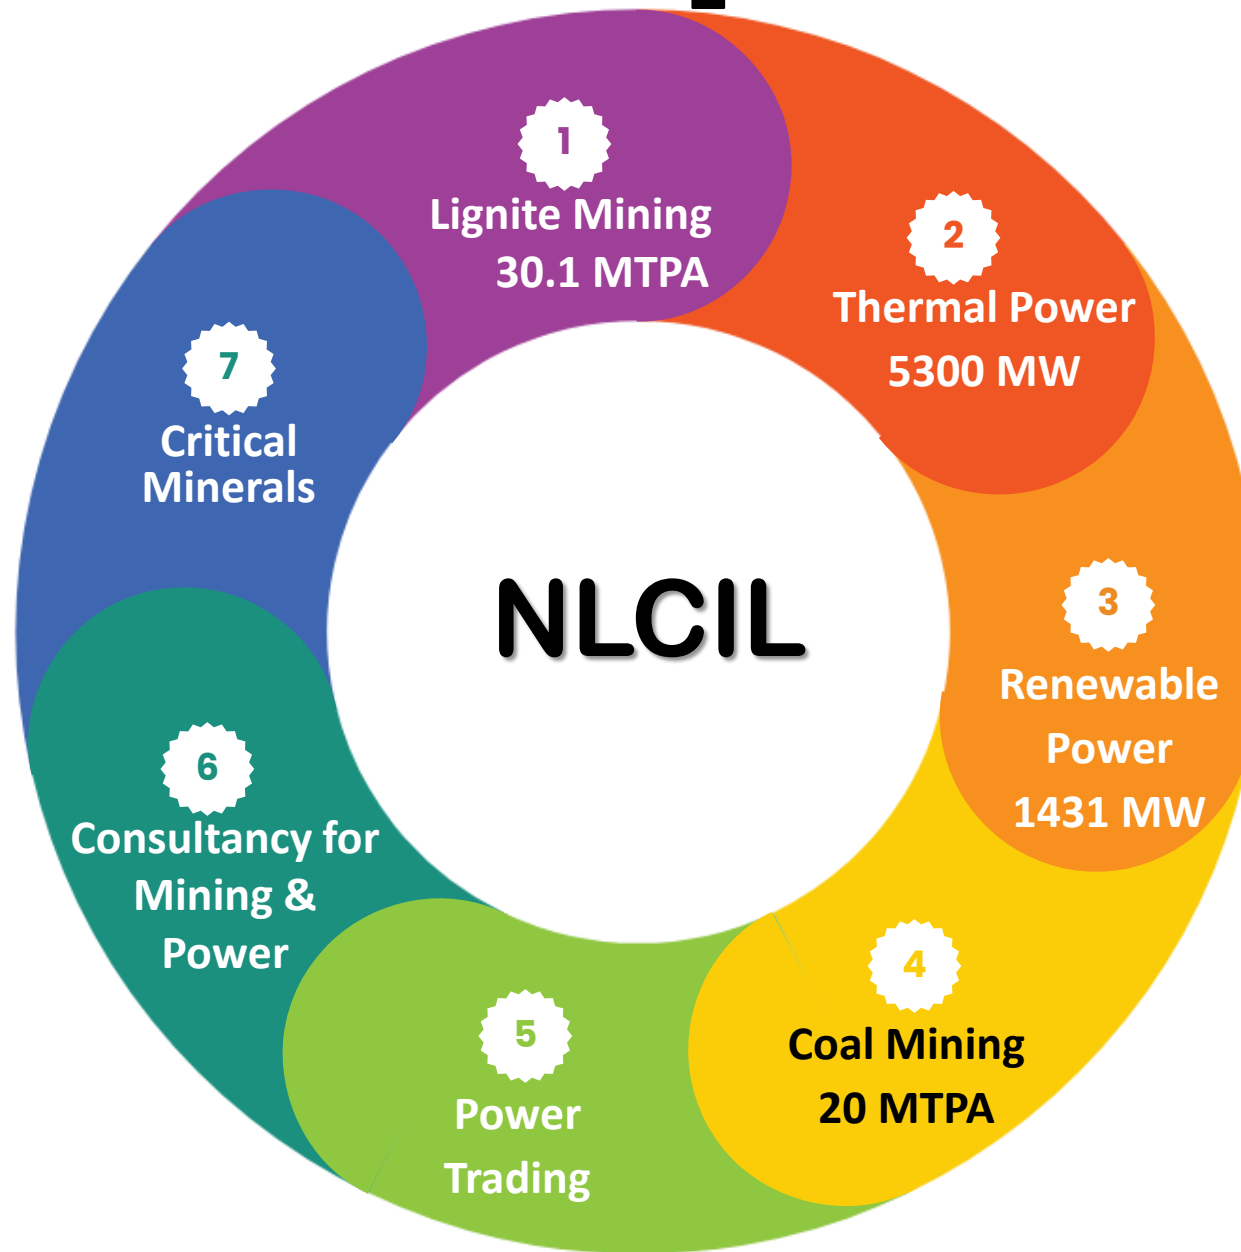 1
Lignite Mining
30.1 MTPA
2
Thermal Power
5300 MW
3
Renewable
Power
1431 MW
4
Coal Mining
20 MTPA
5
Power
Trading
6
Consultancy for
Mining &
Power
7
Critical
Minerals
NLCIL